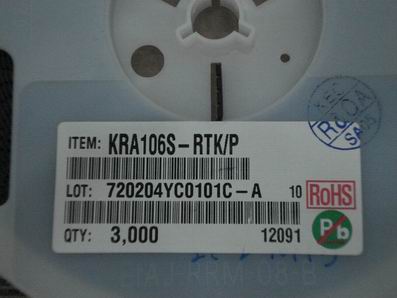 ITEM: KRA106S-RTK/P
LOT: 720204YC0101C-A 10
RoHS
Pb
QTY: 3,000 12091